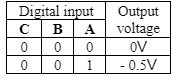 Digital input Output voltage
C B A
0 0 0 0V
0 0 1 - 0.5V